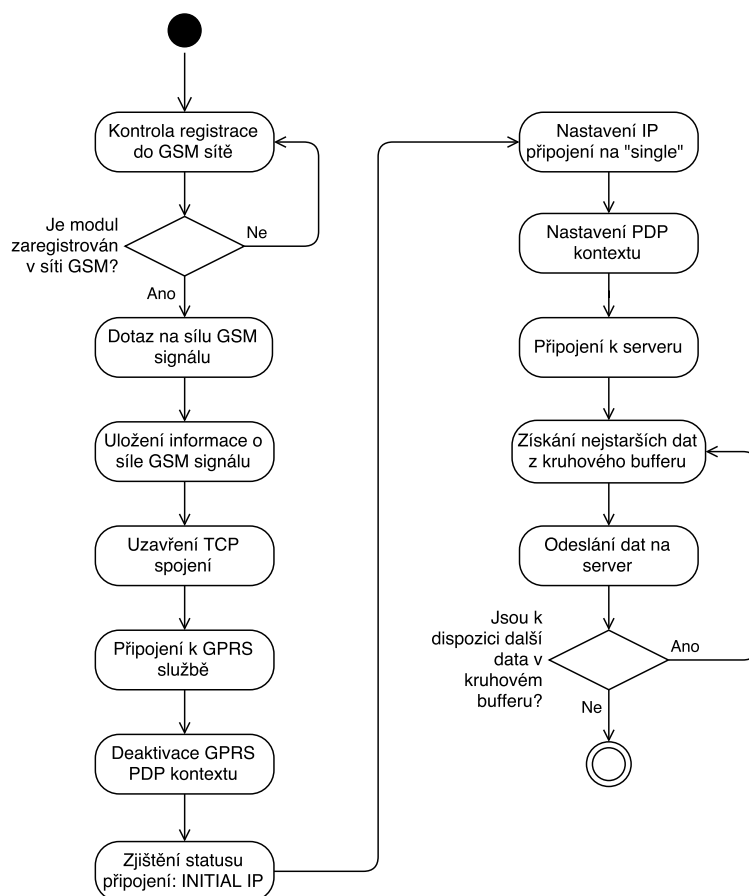 Kontrola registrace
do GSM sítě
Je modul
zaregistrován
v síti GSM?
Ne
Ano
Dotaz na sílu GSM
signálu
Uložení informace o
síle GSM signálu
Uzavření TCP
spojení
Připojení k GPRS
službě
Deaktivace GPRS
PDP kontextu
Zjištění statusu
připojení: INITIAL IP
Nastavení IP
připojení na "single"
Nastavení PDP
kontextu
Připojení k serveru
Získání nejstarších dat
z kruhového bufferu
Odeslání dat na
server
Jsou k
dispozici další
data v
kruhovém
bufferu?
Ano
Ne